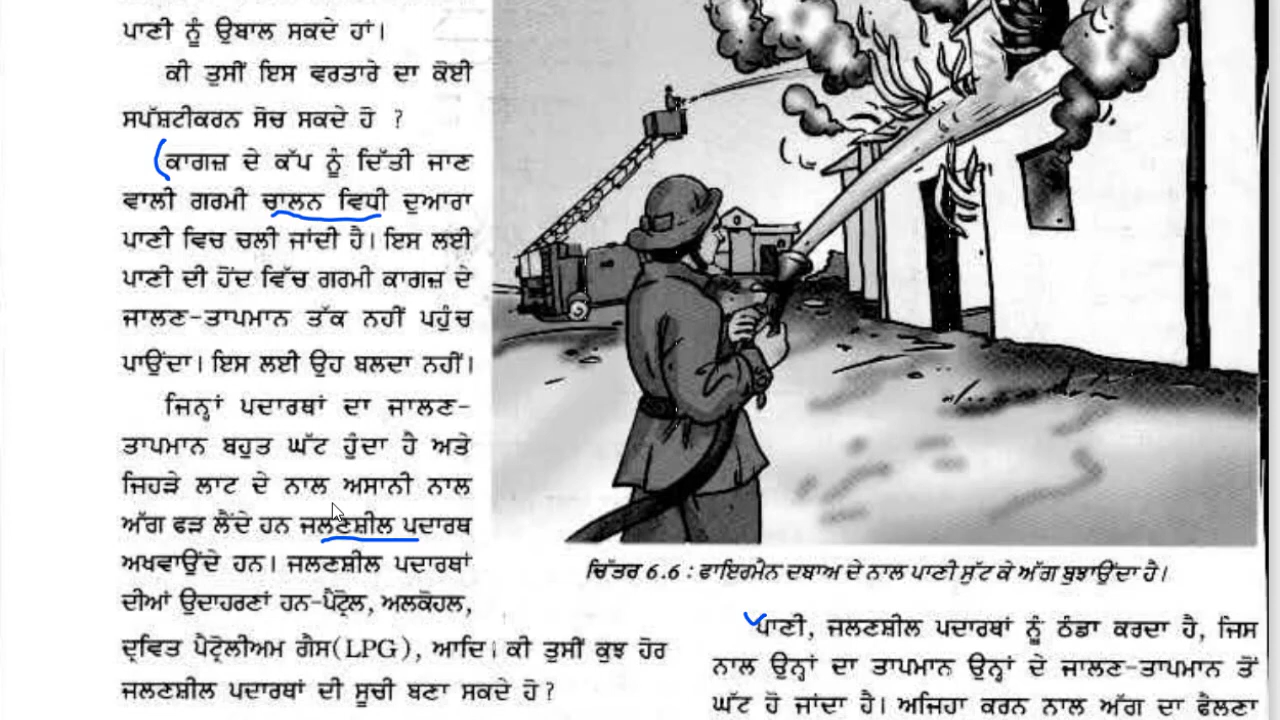 ਪਾਣੀ ਨੂੰ ਉਬਾਲ ਸਕਦੇ ਹਾਂ।
ਕੀ ਤੁਸੀਂ ਇਸ ਵਰਤਾਰੇ ਦਾ ਕੋਈ
ਸਪੱਸ਼ਟੀਕਰਨ ਸੋਚ ਸਕਦੇ ਹੋ ?
ਕਾਗਜ਼ ਦੇ ਕੱਪ ਨੂੰ ਦਿੱਤੀ ਜਾਣ
ਵਾਲੀ ਗਰਮੀ ਚਾਲਨ ਵਿਧੀ ਦੁਆਰਾ
ਪਾਣੀ ਵਿਚ ਚਲੀ ਜਾਂਦੀ ਹੈ। ਇਸ ਲਈ
ਪਾਣੀ ਦੀ ਹੋਂਦ ਵਿੱਚ ਗਰਮੀ ਕਾਗਜ਼ ਦੇ
ਜਾਲਣ-ਤਾਪਮਾਨ ਤੱਕ ਨਹੀਂ ਪਹੁੰਚ
ਪਾਉਂਦਾ। ਇਸ ਲਈ ਉਹ ਬਲਦਾ ਨਹੀਂ।
ਜਿਨ੍ਹਾਂ ਪਦਾਰਥਾਂ ਦਾ ਜਾਲਣ-
ਤਾਪਮਾਨ ਬਹੁਤ ਘੱਟ ਹੁੰਦਾ ਹੈ ਅਤੇ
ਜਿਹੜੇ ਲਾਟ ਦੇ ਨਾਲ ਅਸਾਨੀ ਨਾਲ
ਅੱਗ ਫੜ ਲੈਂਦੇ ਹਨ ਜਲਣਸ਼ੀਲ ਪਦਾਰਥ
ਅਖਵਾਉਂਦੇ ਹਨ। ਜਲਣਸ਼ੀਲ ਪਦਾਰਥਾਂ
ਦੀਆਂ ਉਦਾਹਰਣਾਂ ਹਨ-ਪੈਟ੍ਰੋਲ, ਅਲਕੋਹਲ,
ਦ੍ਰਵਿਤ ਪੈਟ੍ਰੋਲੀਅਮ ਗੈਸ(LPG), ਆਦਿ। ਕੀ ਤੁਸੀਂ ਕੁਝ ਹੋਰ
ਜਲਣਸ਼ੀਲ ਪਦਾਰਥਾਂ ਦੀ ਸੂਚੀ ਬਣਾ ਸਕਦੇ ਹੋ?
ਚਿੱਤਰ 6.6 : ਫਾਇਰਮੈਨ ਦਬਾਅ ਦੇ ਨਾਲ ਪਾਣੀ ਸੁੱਟ ਕੇ ਅੱਗ ਬੁਝਾਉਂਦਾ ਹੈ।
ਪਾਣੀ, ਜਲਣਸ਼ੀਲ ਪਦਾਰਥਾਂ ਨੂੰ ਠੰਡਾ ਕਰਦਾ ਹੈ, ਜਿਸ
ਨਾਲ ਉਨ੍ਹਾਂ ਦਾ ਤਾਪਮਾਨ ਉਨ੍ਹਾਂ ਦੇ ਜਾਲਣ-ਤਾਪਮਾਨ ਤੋਂ
ਘੱਟ ਹੋ ਜਾਂਦਾ ਹੈ। ਅਜਿਹਾ ਕਰਨ ਨਾਲ ਅੱਗ ਦਾ ਫੈਲਣਾ